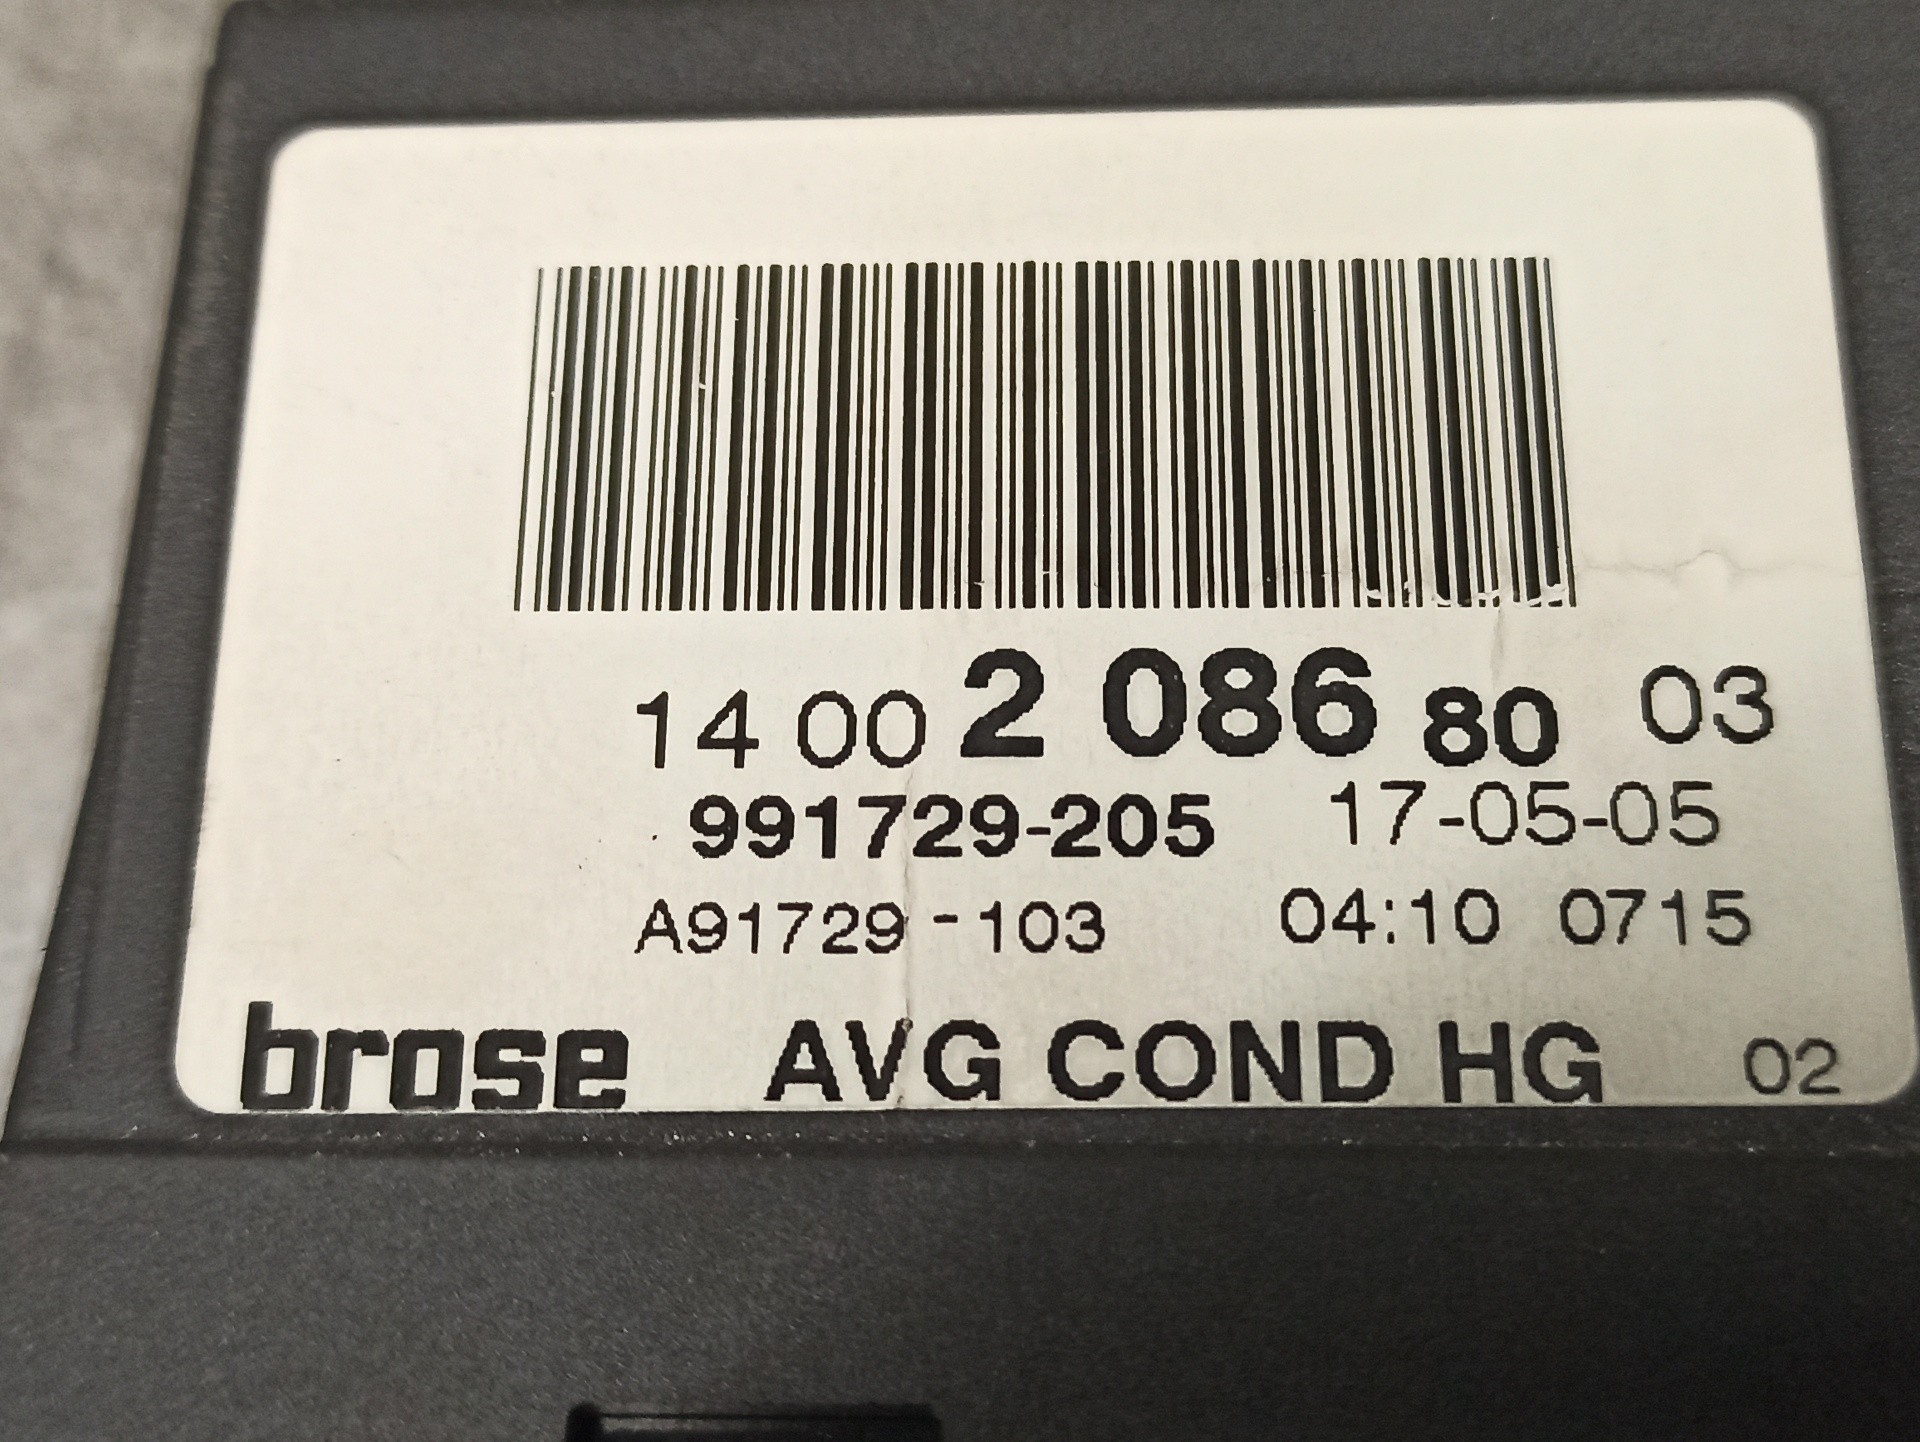 14 00 2 086 80 03
991729-205 17-05-05
A91729-103 04:10 0715
brose AVG COND HG 02